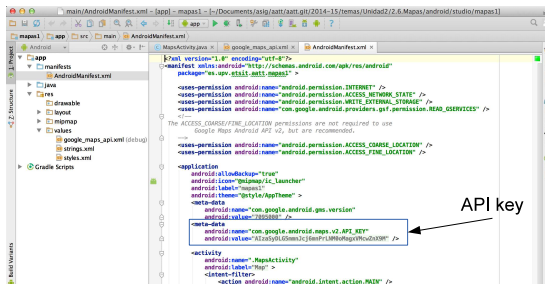 main/AndroidManifest.xml - [app] - mapas1 - [~/Documents/asig/aatt/aatt.git/2014-15/temas/Unidad2/2.6.Mapas/android/studio/mapas1]
app
mapas1 app src main AndroidManifest.xml
Android
MapsActivity.java × google_maps_api.xml × AndroidManifest.xml ×
1: Project
Z: Structure
Build Variants
app
manifests
AndroidManifest.xml
java
res
drawable
layout
mipmap
values
google_maps_api.xml (debug)
strings.xml
styles.xml
Gradle Scripts
<?xml version="1.0" encoding="utf-8"?>
<manifest xmlns:android="http://schemas.android.com/apk/res/android"
package="es.upv.etsit.aatt.mapas1" >
<uses-permission android:name="android.permission.INTERNET" />
<uses-permission android:name="android.permission.ACCESS_NETWORK_STATE" />
<uses-permission android:name="android.permission.WRITE_EXTERNAL_STORAGE" />
<uses-permission android:name="com.google.android.providers.gsf.permission.READ_GSERVICES" />
<!--
The ACCESS_COARSE/FINE_LOCATION permissions are not required to use
Google Maps Android API v2, but are recommended.
-->
<uses-permission android:name="android.permission.ACCESS_COARSE_LOCATION" />
<uses-permission android:name="android.permission.ACCESS_FINE_LOCATION" />
<application
android:allowBackup="true"
android:icon="@mipmap/ic_launcher"
android:label="mapas1"
android:theme="@style/AppTheme" >
<meta-data
android:name="com.google.android.gms.version"
android:value="7095000" />
<meta-data
android:name="com.google.android.maps.v2.API_KEY"
android:value=
<activity
android:name=".MapsActivity"
android:label="Map" >
<intent-filter>
<action android:name="android.intent.action.MAIN" />
API key